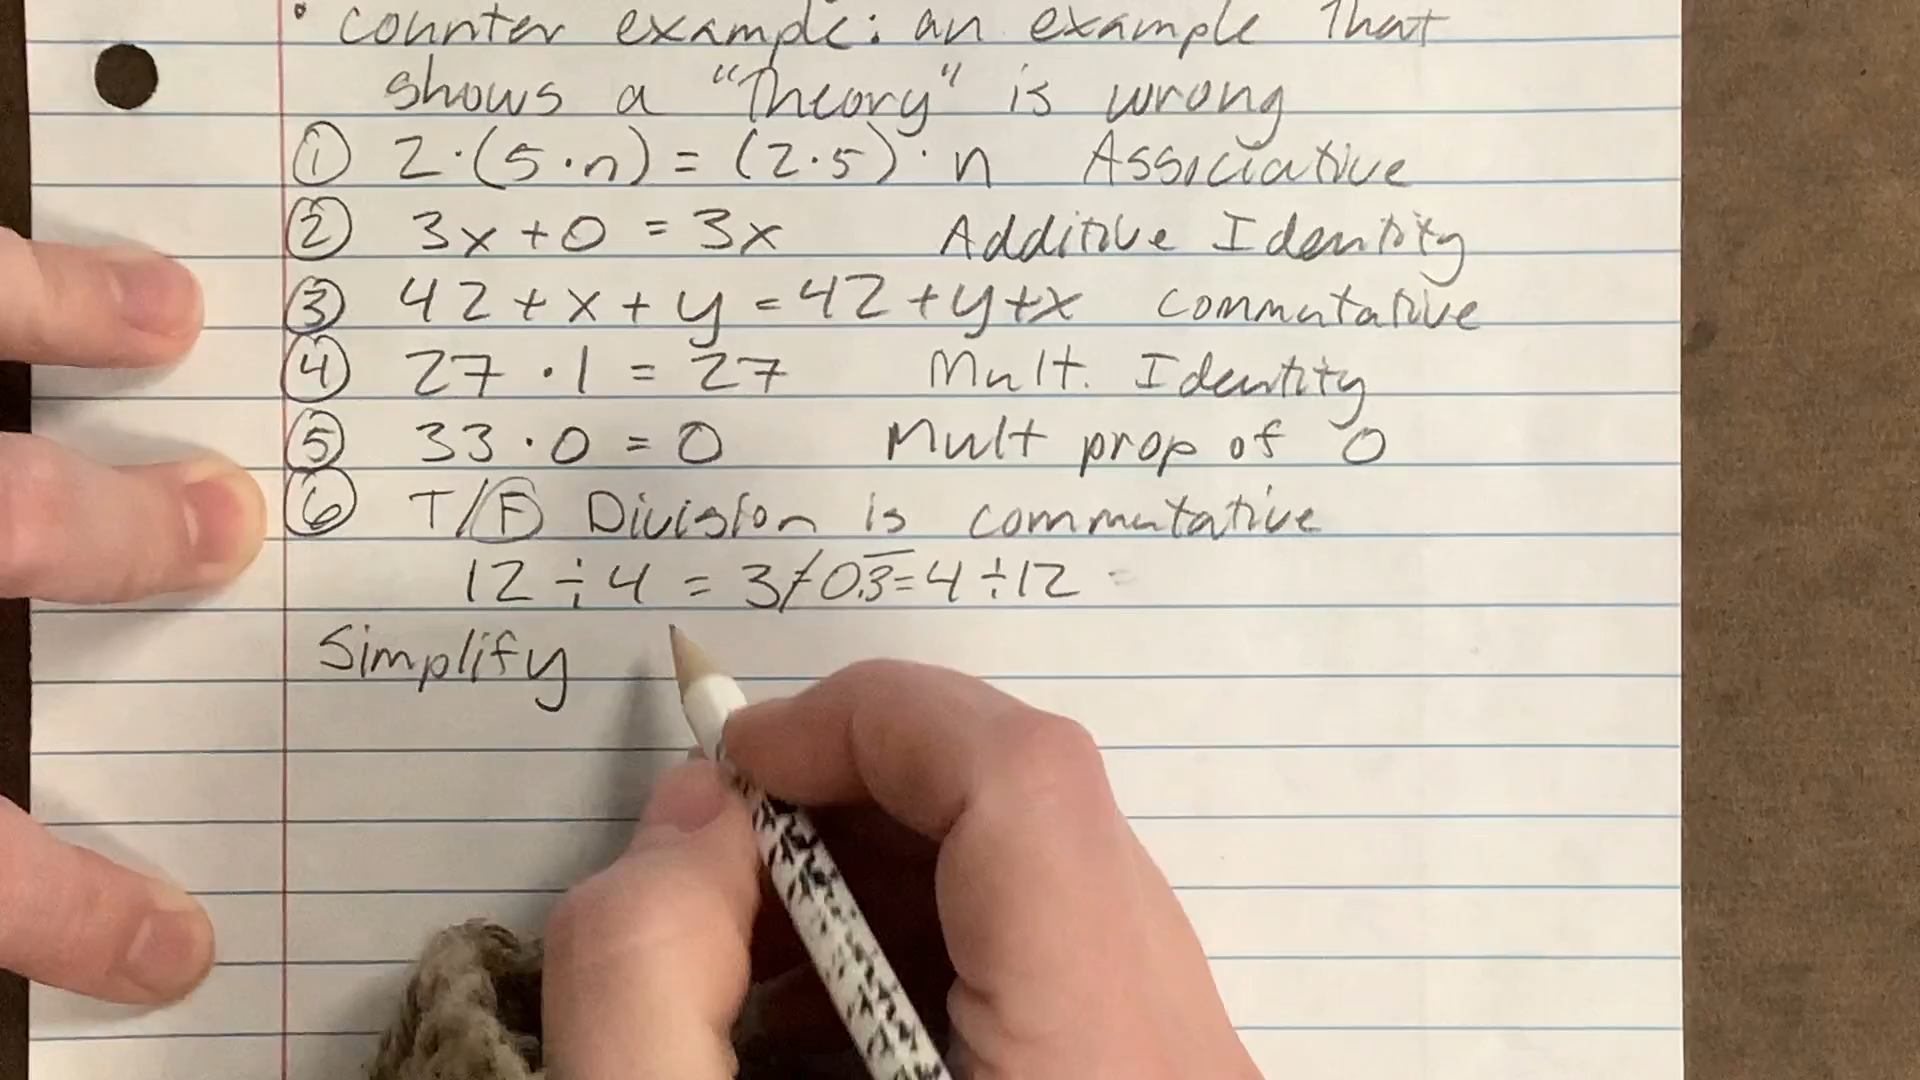 • counter example: an example that
shows a "Theory" is wrong
① 2·(5·n) = (2·5)·n Associative
② 3x+0 = 3x Additive Identity
③ 42+x+y=42+y+x commutative
④ 27·1 = 27 Mult. Identity
⑤ 33·0=0 Mult prop of 0
⑥ T/Ⓕ Division is commutative
12÷4 = 3≠0.3̅=4÷12 =
Simplify